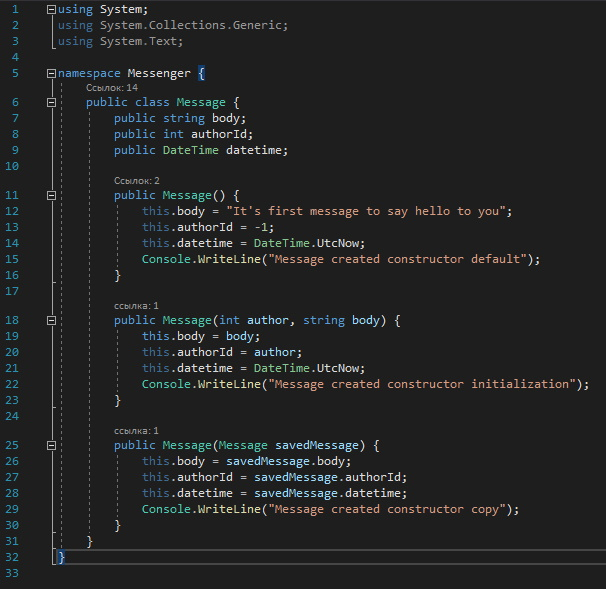 1 using System;
2 using System.Collections.Generic;
3 using System.Text;
4
5 namespace Messenger {
Ссылок: 14
6 public class Message {
7 public string body;
8 public int authorId;
9 public DateTime datetime;
10
Ссылок: 2
11 public Message() {
12 this.body = "It's first message to say hello to you";
13 this.authorId = -1;
14 this.datetime = DateTime.UtcNow;
15 Console.WriteLine("Message created constructor default");
16 }
17
ссылка: 1
18 public Message(int author, string body) {
19 this.body = body;
20 this.authorId = author;
21 this.datetime = DateTime.UtcNow;
22 Console.WriteLine("Message created constructor initialization");
23 }
24
ссылка: 1
25 public Message(Message savedMessage) {
26 this.body = savedMessage.body;
27 this.authorId = savedMessage.authorId;
28 this.datetime = savedMessage.datetime;
29 Console.WriteLine("Message created constructor copy");
30 }
31 }
32 }
33